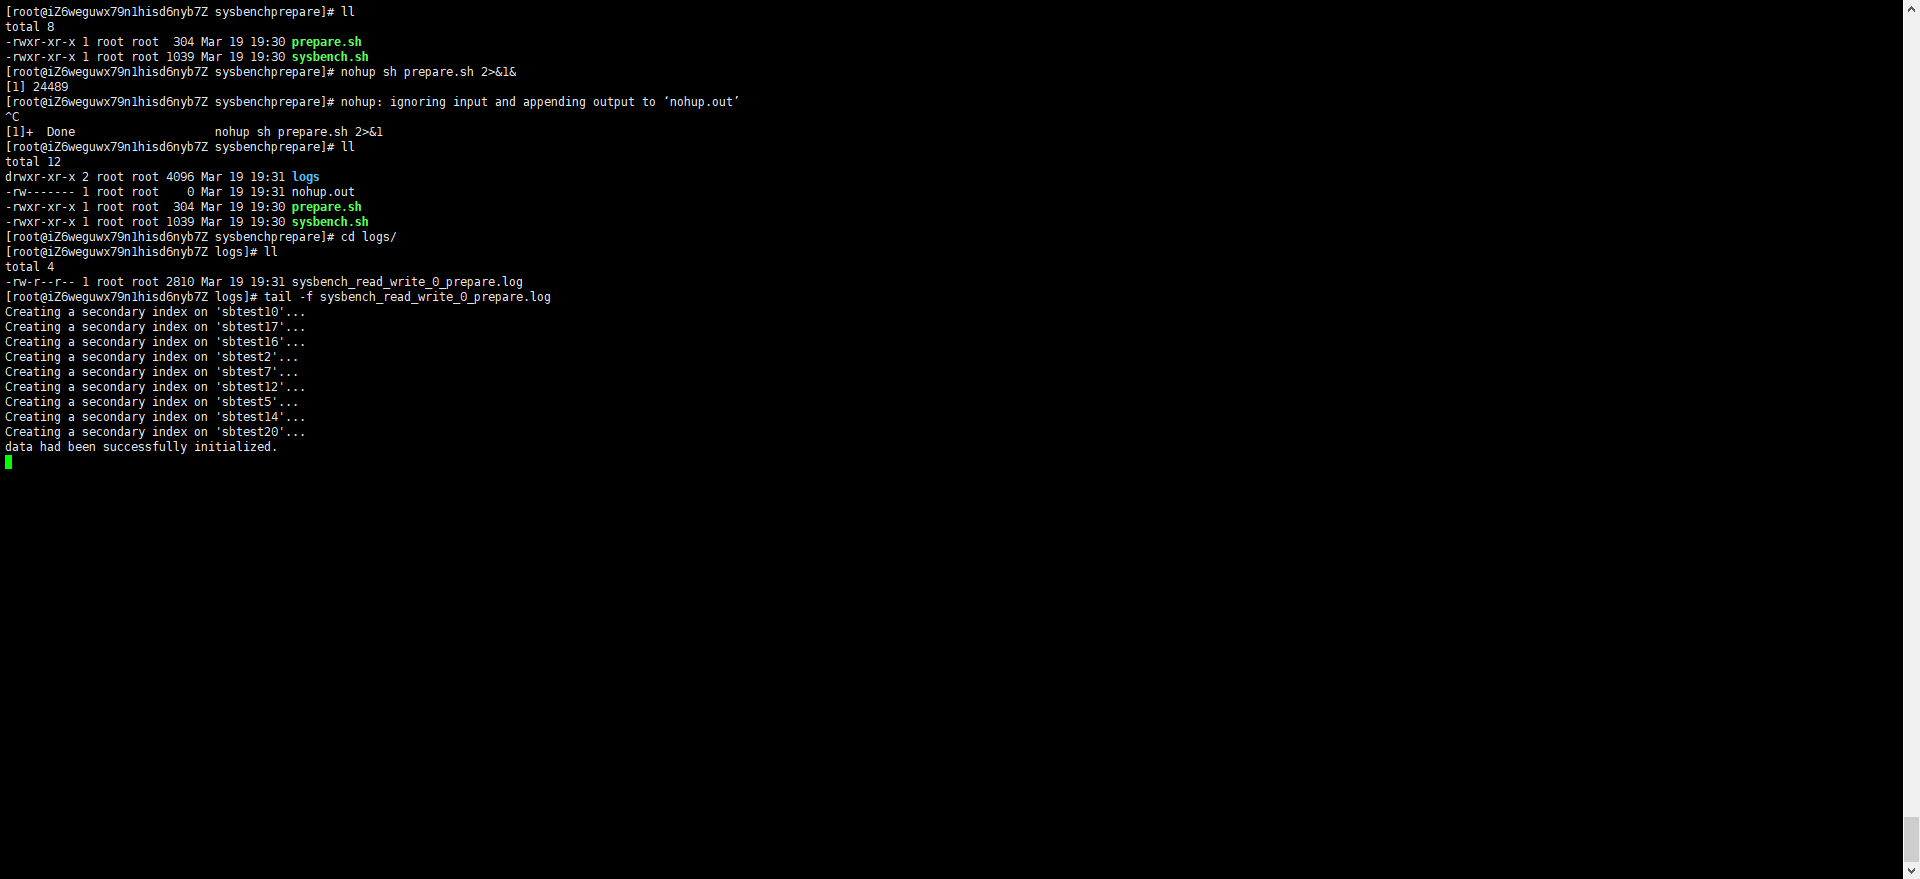 [root@iZ6weguwx79n1hisd6nyb7Z sysbenchprepare]# ll
total 8
-rwxr-xr-x 1 root root  304 Mar 19 19:30 prepare.sh
-rwxr-xr-x 1 root root 1039 Mar 19 19:30 sysbench.sh
[root@iZ6weguwx79n1hisd6nyb7Z sysbenchprepare]# nohup sh prepare.sh 2>&1&
[1] 24489
[root@iZ6weguwx79n1hisd6nyb7Z sysbenchprepare]# nohup: ignoring input and appending output to ‘nohup.out’
^C
[1]+  Done                    nohup sh prepare.sh 2>&1
[root@iZ6weguwx79n1hisd6nyb7Z sysbenchprepare]# ll
total 12
drwxr-xr-x 2 root root 4096 Mar 19 19:31 logs
-rw------- 1 root root    0 Mar 19 19:31 nohup.out
-rwxr-xr-x 1 root root  304 Mar 19 19:30 prepare.sh
-rwxr-xr-x 1 root root 1039 Mar 19 19:30 sysbench.sh
[root@iZ6weguwx79n1hisd6nyb7Z sysbenchprepare]# cd logs/
[root@iZ6weguwx79n1hisd6nyb7Z logs]# ll
total 4
-rw-r--r-- 1 root root 2810 Mar 19 19:31 sysbench_read_write_0_prepare.log
[root@iZ6weguwx79n1hisd6nyb7Z logs]# tail -f sysbench_read_write_0_prepare.log
Creating a secondary index on 'sbtest10'...
Creating a secondary index on 'sbtest17'...
Creating a secondary index on 'sbtest16'...
Creating a secondary index on 'sbtest2'...
Creating a secondary index on 'sbtest7'...
Creating a secondary index on 'sbtest12'...
Creating a secondary index on 'sbtest5'...
Creating a secondary index on 'sbtest14'...
Creating a secondary index on 'sbtest20'...
data had been successfully initialized.